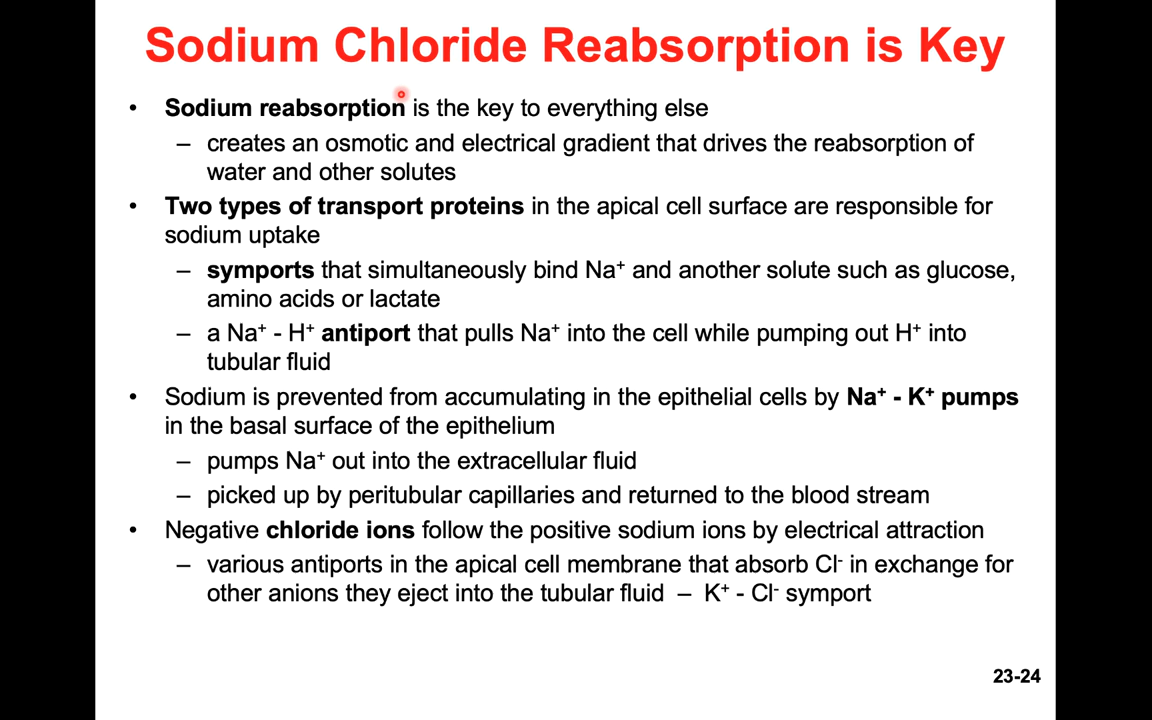 Sodium Chloride Reabsorption is Key
• Sodium reabsorption is the key to everything else
– creates an osmotic and electrical gradient that drives the reabsorption of
water and other solutes
• Two types of transport proteins in the apical cell surface are responsible for
sodium uptake
– symports that simultaneously bind Na⁺ and another solute such as glucose,
amino acids or lactate
– a Na⁺ - H⁺ antiport that pulls Na⁺ into the cell while pumping out H⁺ into
tubular fluid
• Sodium is prevented from accumulating in the epithelial cells by Na⁺ - K⁺ pumps
in the basal surface of the epithelium
– pumps Na⁺ out into the extracellular fluid
– picked up by peritubular capillaries and returned to the blood stream
• Negative chloride ions follow the positive sodium ions by electrical attraction
– various antiports in the apical cell membrane that absorb Cl⁻ in exchange for
other anions they eject into the tubular fluid – K⁺ - Cl⁻ symport
23-24